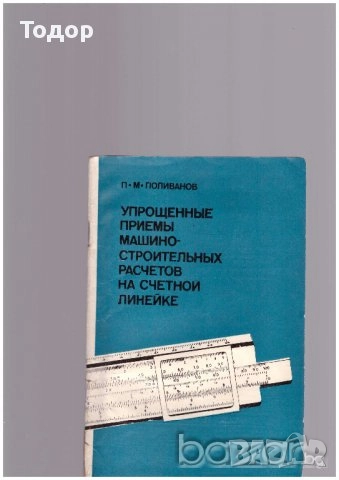 Тодор
П·М·ПОЛИВАНОВ
УПРОЩЕННЫЕ
ПРИЕМЫ
МАШИНО-
СТРОИТЕЛЬНЫХ
РАСЧЕТОВ
НА СЧЕТНОЙ
ЛИНЕЙКЕ